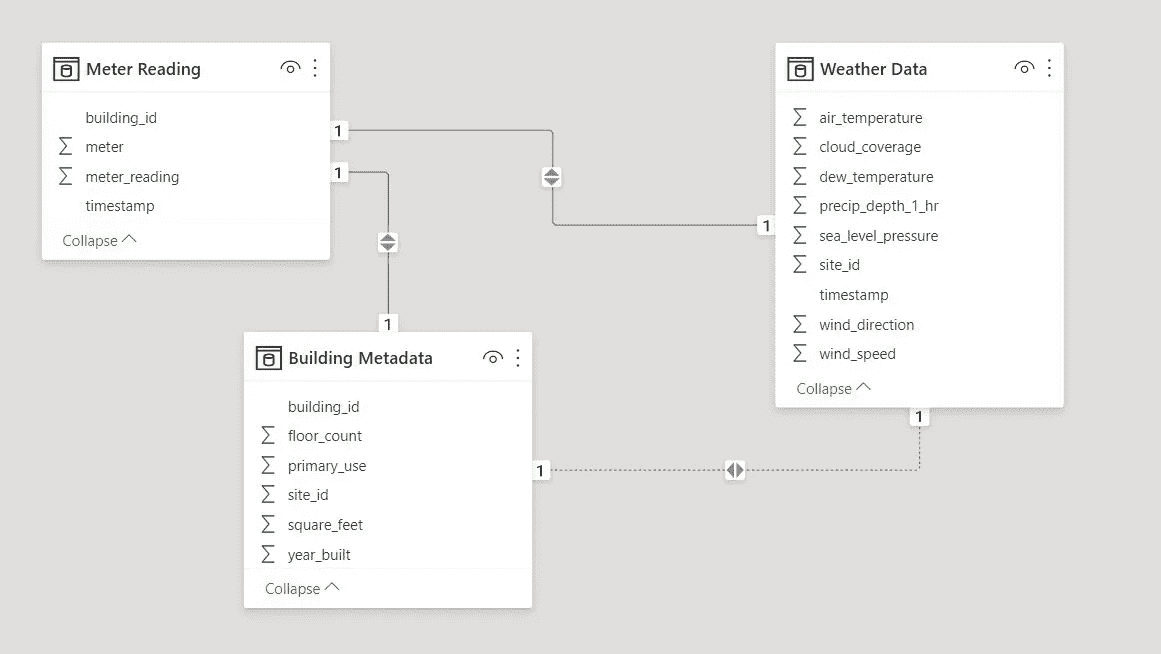 Meter Reading
building_id
meter
meter_reading
timestamp
Collapse
1
1
Weather Data
air_temperature
cloud_coverage
dew_temperature
precip_depth_1_hr
sea_level_pressure
site_id
timestamp
wind_direction
wind_speed
Collapse
1
1
1
Building Metadata
building_id
floor_count
primary_use
site_id
square_feet
year_built
Collapse
1